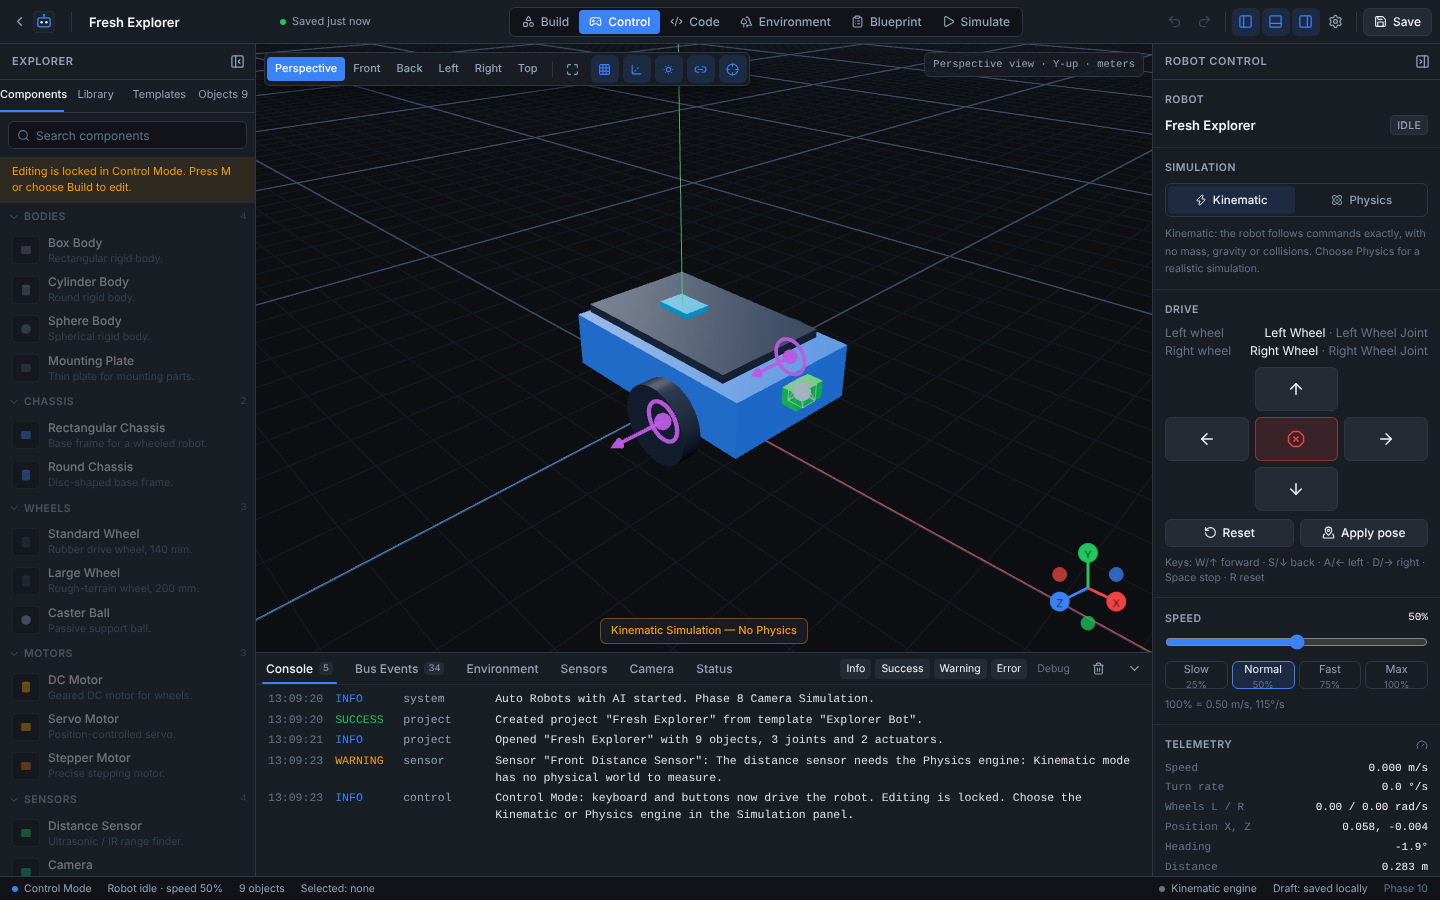 Fresh Explorer
Saved just now
Build
Control
Code
Environment
Blueprint
Simulate
Save
EXPLORER
Components
Library
Templates
Objects 9
Search components
Editing is locked in Control Mode. Press M
or choose Build to edit.
BODIES 4
Box Body
Rectangular rigid body.
Cylinder Body
Round rigid body.
Sphere Body
Spherical rigid body.
Mounting Plate
Thin plate for mounting parts.
CHASSIS 2
Rectangular Chassis
Base frame for a wheeled robot.
Round Chassis
Disc-shaped base frame.
WHEELS 3
Standard Wheel
Rubber drive wheel, 140 mm.
Large Wheel
Rough-terrain wheel, 200 mm.
Caster Ball
Passive support ball.
MOTORS 3
DC Motor
Geared DC motor for wheels.
Servo Motor
Position-controlled servo.
Stepper Motor
Precise stepping motor.
SENSORS 4
Distance Sensor
Ultrasonic / IR range finder.
Camera
Perspective
Front
Back
Left
Right
Top
Perspective view · Y-up · meters
Y
Z
X
Kinematic Simulation — No Physics
Console 5
Bus Events 34
Environment
Sensors
Camera
Status
Info
Success
Warning
Error
Debug
13:09:20 INFO system Auto Robots with AI started. Phase 8 Camera Simulation.
13:09:20 SUCCESS project Created project "Fresh Explorer" from template "Explorer Bot".
13:09:21 INFO project Opened "Fresh Explorer" with 9 objects, 3 joints and 2 actuators.
13:09:23 WARNING sensor Sensor "Front Distance Sensor": The distance sensor needs the Physics engine: Kinematic mode
has no physical world to measure.
13:09:23 INFO control Control Mode: keyboard and buttons now drive the robot. Editing is locked. Choose the
Kinematic or Physics engine in the Simulation panel.
ROBOT CONTROL
ROBOT
Fresh Explorer IDLE
SIMULATION
Kinematic
Physics
Kinematic: the robot follows commands exactly, with
no mass, gravity or collisions. Choose Physics for a
realistic simulation.
DRIVE
Left wheel Left Wheel · Left Wheel Joint
Right wheel Right Wheel · Right Wheel Joint
Reset
Apply pose
Keys: W/↑ forward · S/↓ back · A/← left · D/→ right ·
Space stop · R reset
SPEED 50%
Slow
25%
Normal
50%
Fast
75%
Max
100%
100% = 0.50 m/s, 115°/s
TELEMETRY
Speed 0.000 m/s
Turn rate 0.0 °/s
Wheels L / R 0.00 / 0.00 rad/s
Position X, Z 0.058, -0.004
Heading -1.9°
Distance 0.283 m
Control Mode
Robot idle · speed 50%
9 objects
Selected: none
Kinematic engine
Draft: saved locally
Phase 10